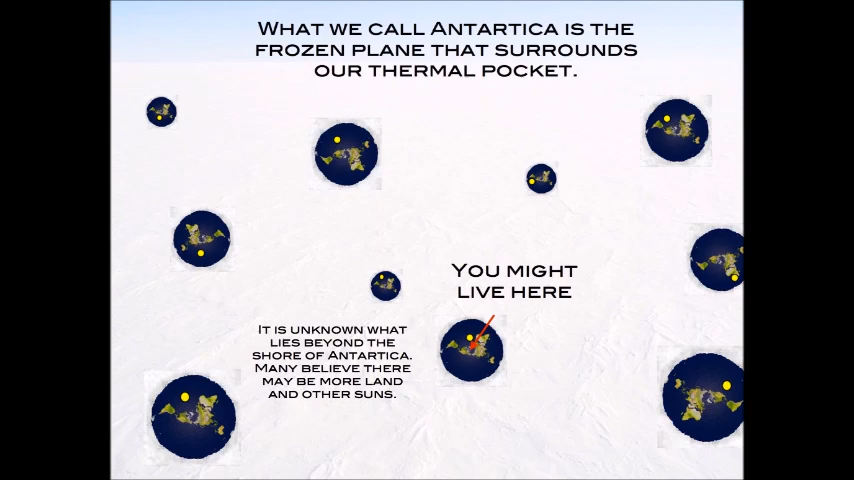 What we call Antartica is the
frozen plane that surrounds
our thermal pocket.
You might
live here
It is unknown what
lies beyond the
shore of Antartica.
Many believe there
may be more land
and other suns.